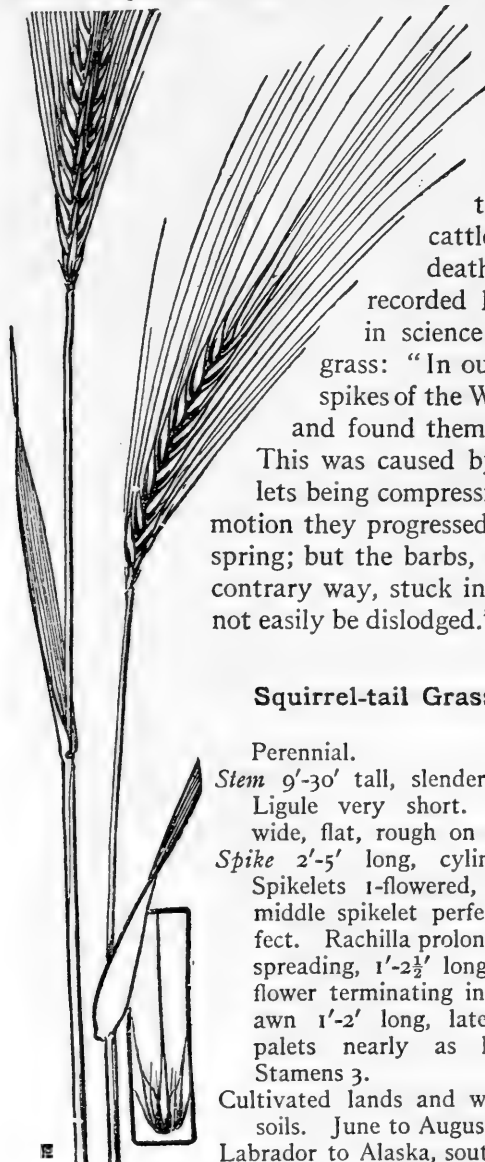 t
cattle
death
recorded
in science
grass: “In ou
spikes of the W
and found them
This was caused by
lets being compressi
motion they progressed
spring; but the barbs,
contrary way, stuck in
not easily be dislodged.”
Squirrel-tail Grass
Perennial.
Stem 9'-30' tall, slender
Ligule very short.
wide, flat, rough on
Spike 2'-5' long, cylin
Spikelets 1-flowered,
middle spikelet perfe
fect. Rachilla prolon
spreading, 1'-2½' long
flower terminating in
awn 1'-2' long, late
palets nearly as l
Stamens 3.
Cultivated lands and w
soils. June to Augus
Labrador to Alaska, sout